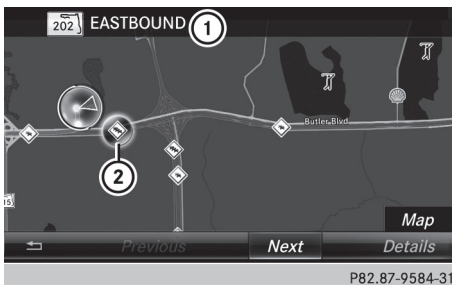 202 EASTBOUND 1
Butler Blvd
2
15
Map
Previous Next Details
P82.87-9584-31